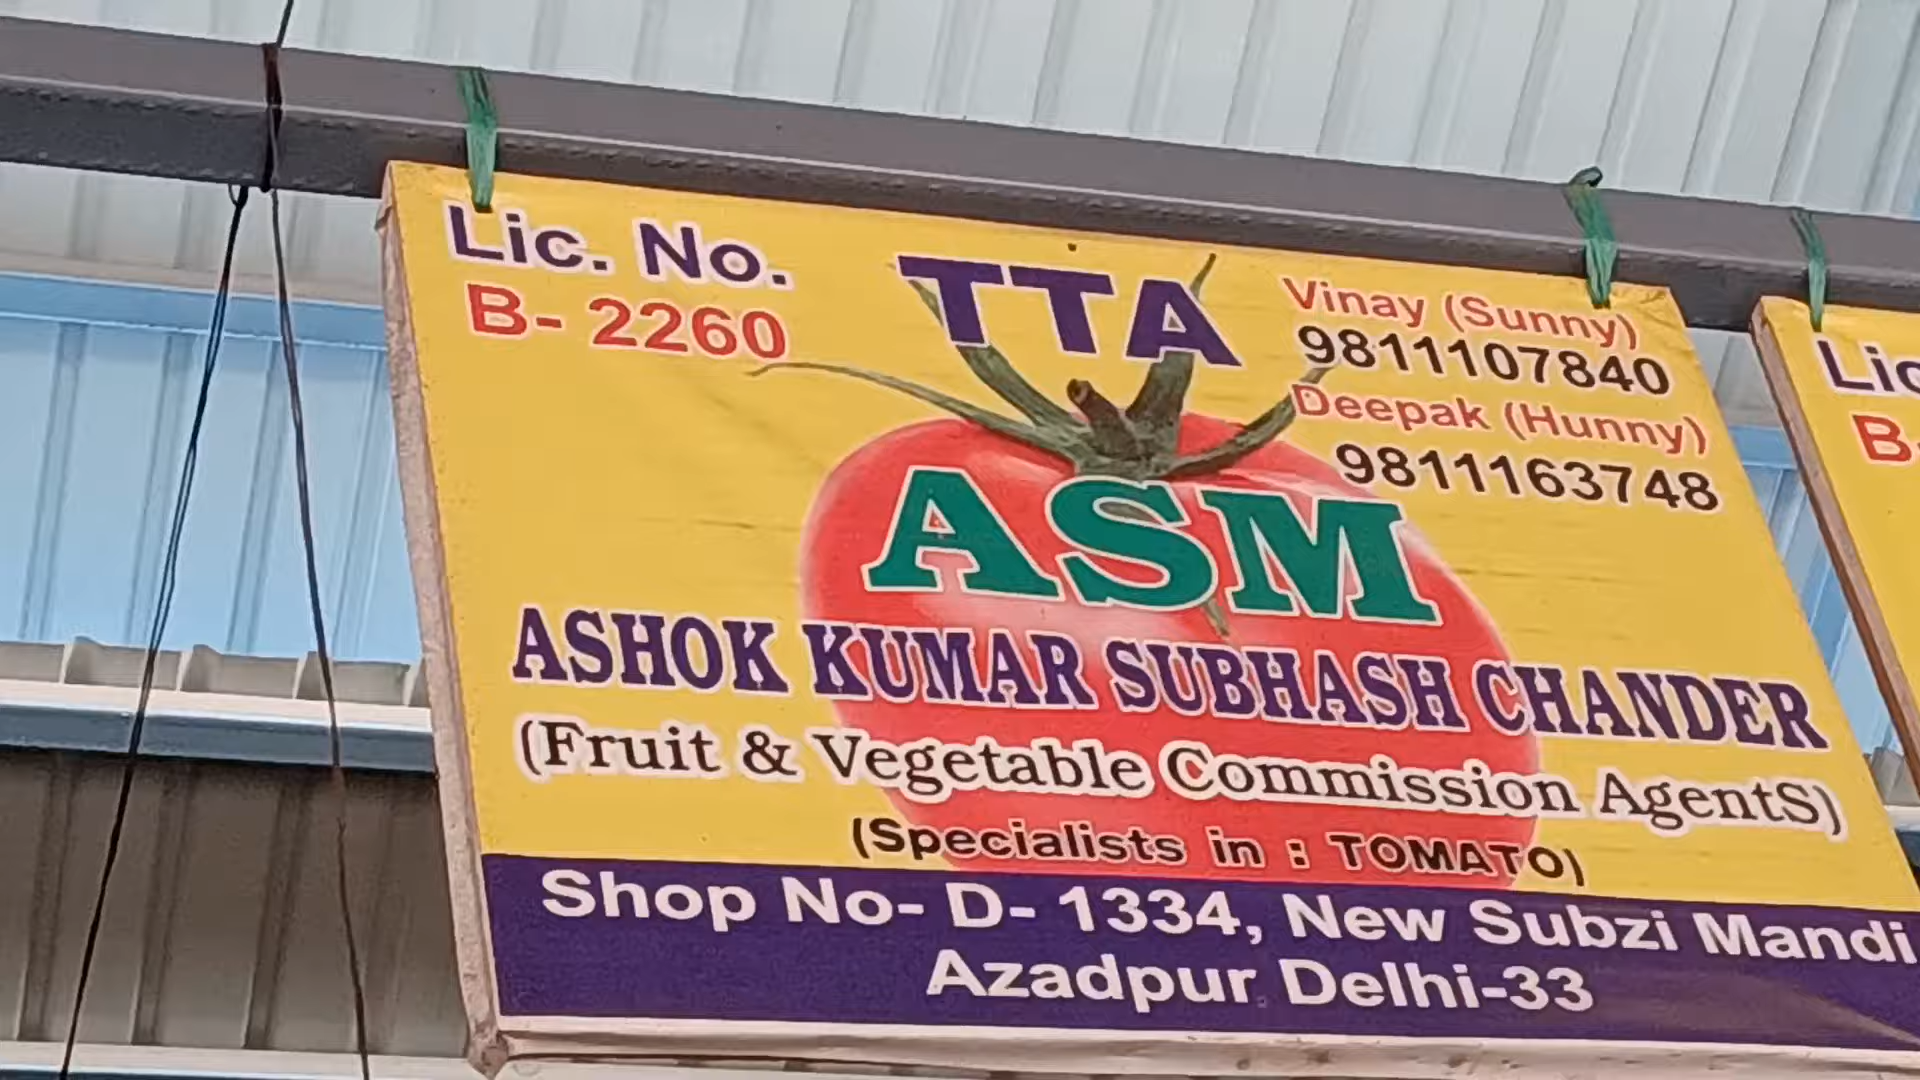 Lic. No.
B- 2260
TTA
Vinay (Sunny)
9811107840
Deepak (Hunny)
9811163748
ASM
ASHOK KUMAR SUBHASH CHANDER
(Fruit & Vegetable Commission AgentS)
(Specialists in : TOMATO)
Shop No- D- 1334, New Subzi Mandi
Azadpur Delhi-33
Lic
B-